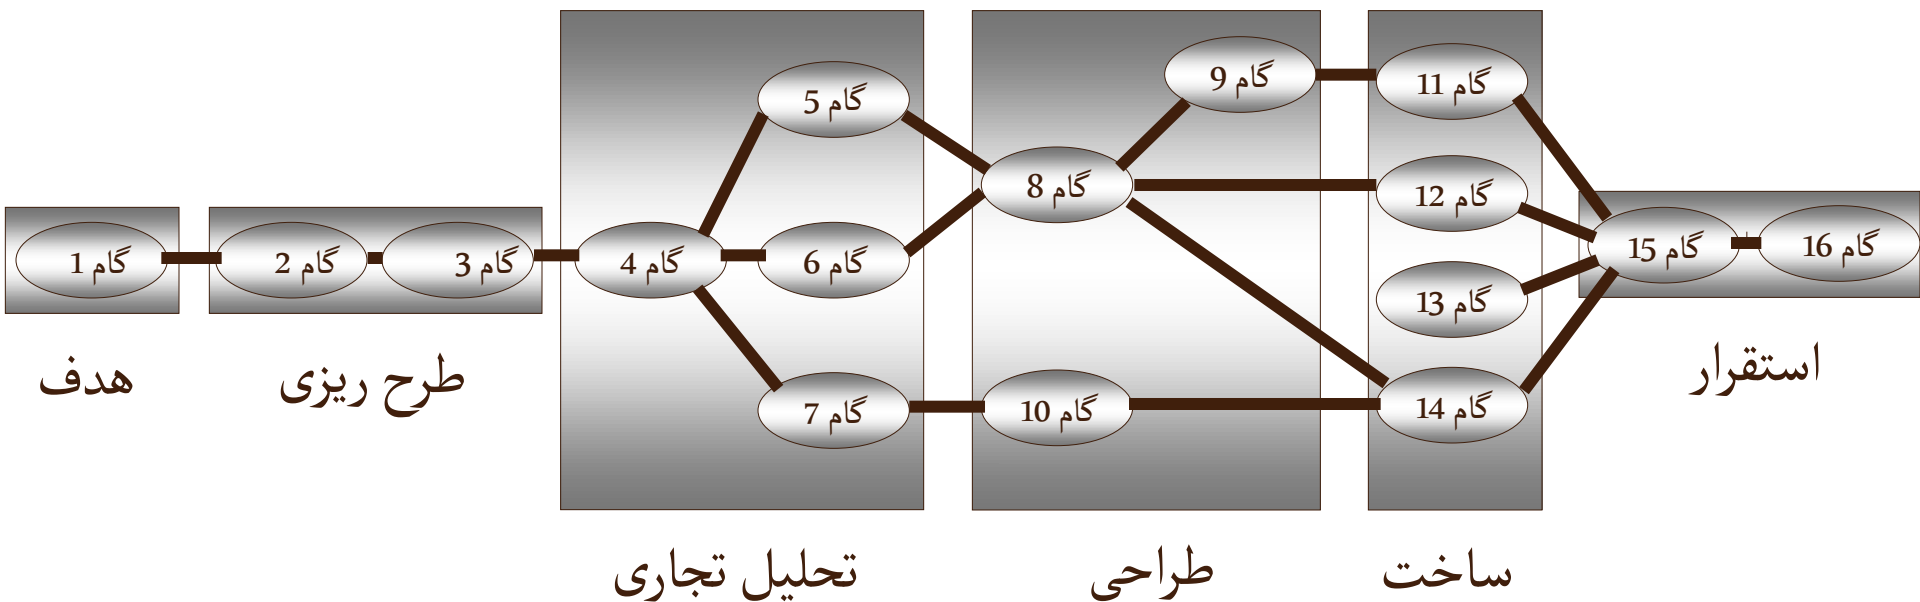 گام 1
گام 2
گام 3
گام 4
گام 5
گام 6
گام 7
گام 8
گام 9
گام 10
گام 11
گام 12
گام 13
گام 14
گام 15
گام 16
هدف
طرح ریزی
تحلیل تجاری
طراحی
ساخت
استقرار